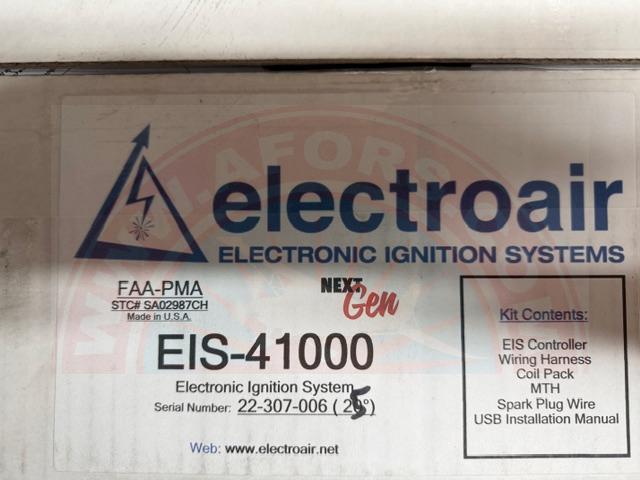 electroair
ELECTRONIC IGNITION SYSTEMS
FAA-PMA
STC# SA02987CH
Made in U.S.A.
NEXT
Gen
EIS-41000
Electronic Ignition System
Serial Number: 22-307-006 (25°)
Web: www.electroair.net
Kit Contents:
EIS Controller
Wiring Harness
Coil Pack
MTH
Spark Plug Wire
USB Installation Manual